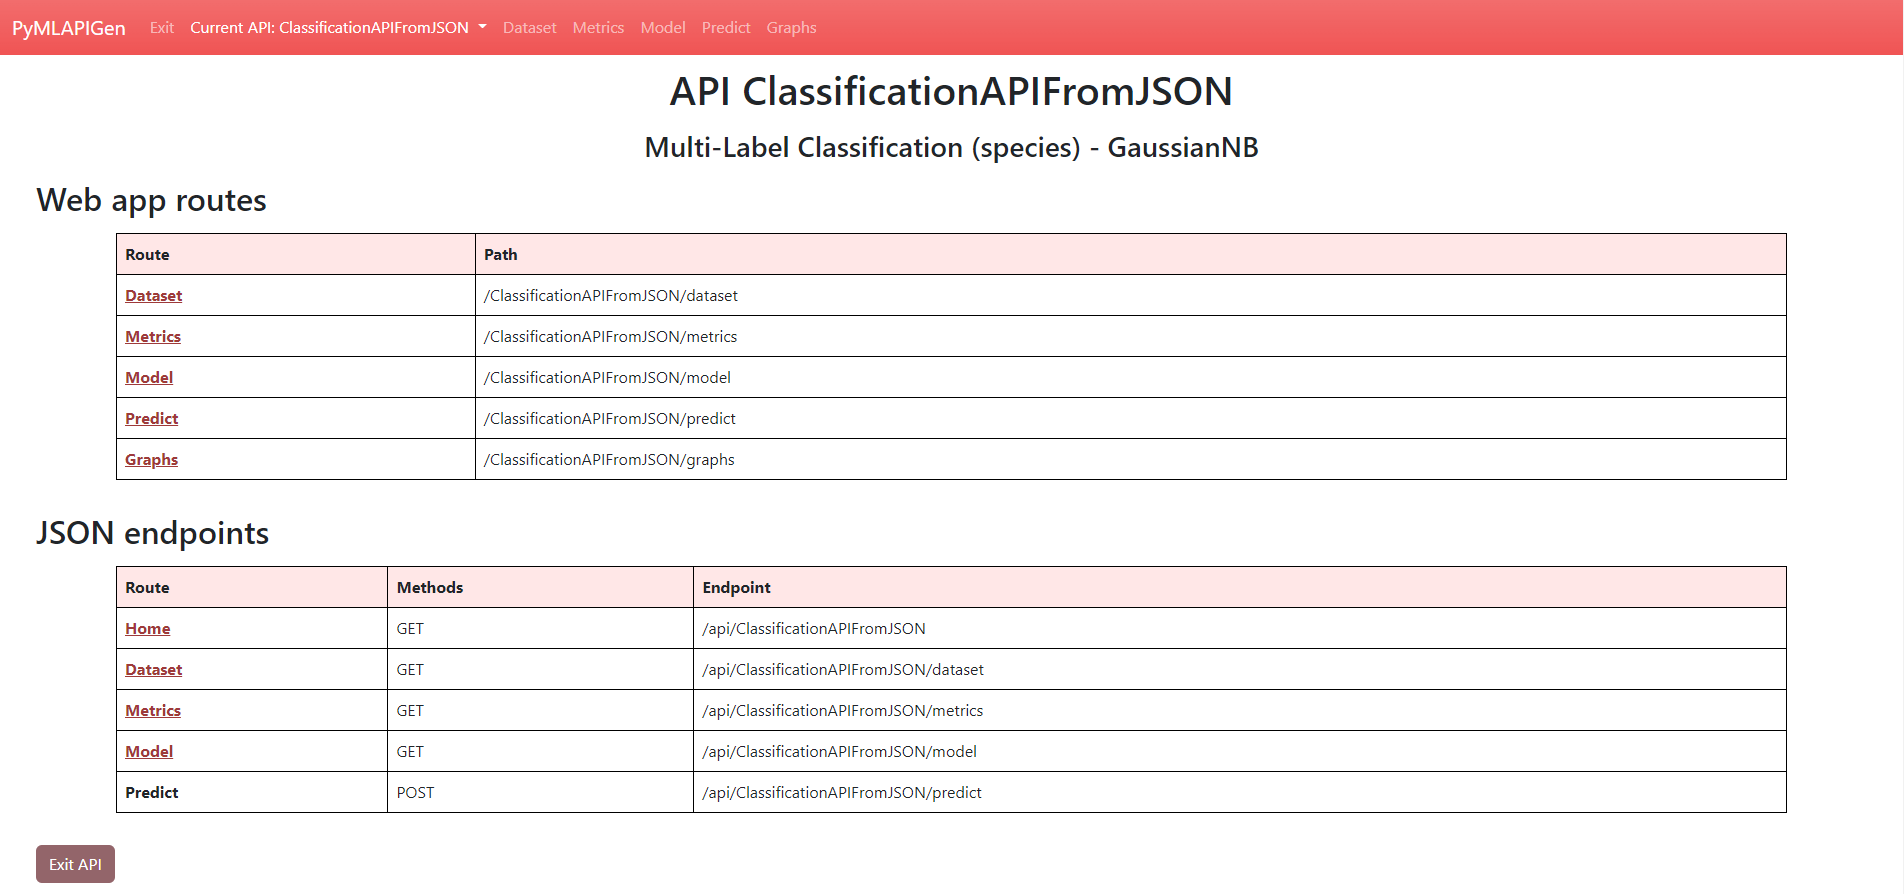 PyMLAPIGen Exit Current API: ClassificationAPIFromJSON Dataset Metrics Model Predict Graphs
API ClassificationAPIFromJSON
Multi-Label Classification (species) - GaussianNB
Web app routes
Route Path
Dataset /ClassificationAPIFromJSON/dataset
Metrics /ClassificationAPIFromJSON/metrics
Model /ClassificationAPIFromJSON/model
Predict /ClassificationAPIFromJSON/predict
Graphs /ClassificationAPIFromJSON/graphs
JSON endpoints
Route Methods Endpoint
Home GET /api/ClassificationAPIFromJSON
Dataset GET /api/ClassificationAPIFromJSON/dataset
Metrics GET /api/ClassificationAPIFromJSON/metrics
Model GET /api/ClassificationAPIFromJSON/model
Predict POST /api/ClassificationAPIFromJSON/predict
Exit API